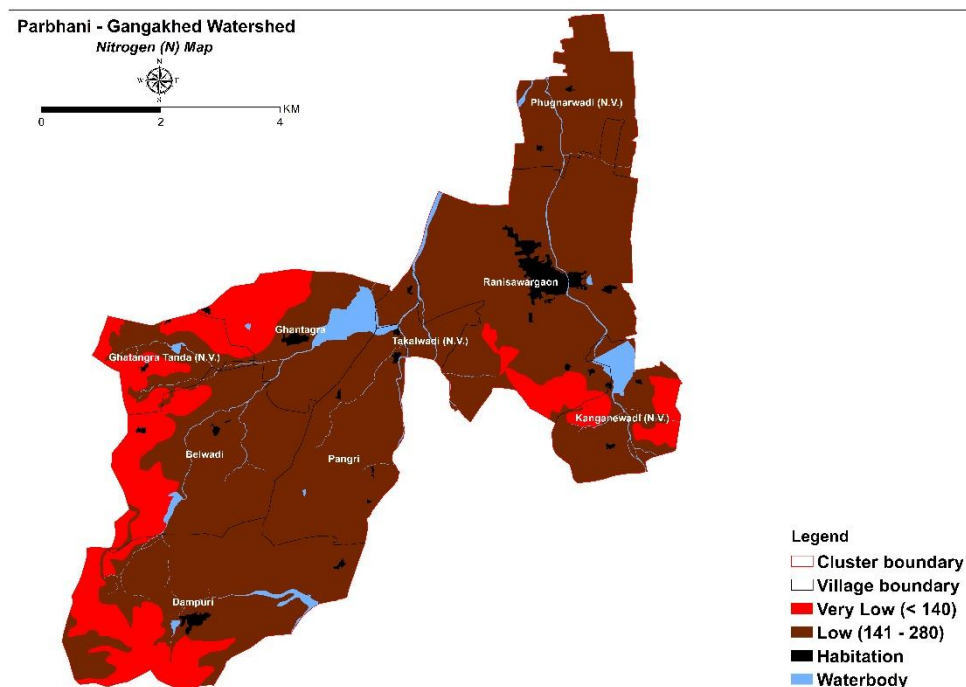 Parbhani - Gangakhed Watershed
Nitrogen (N) Map
N
W
S
KM
0 2 4
Phugnarwadi (N.V.)
Ranisawargaon
Ghantagra
Takalwadi (N.V.)
Ghatangra Tanda (N.V.)
Kanganewadi (N.V.)
Belwadi
Pangri
Dampuri
Legend
Cluster boundary
Village boundary
Very Low (< 140)
Low (141 - 280)
Habitation
Waterbody